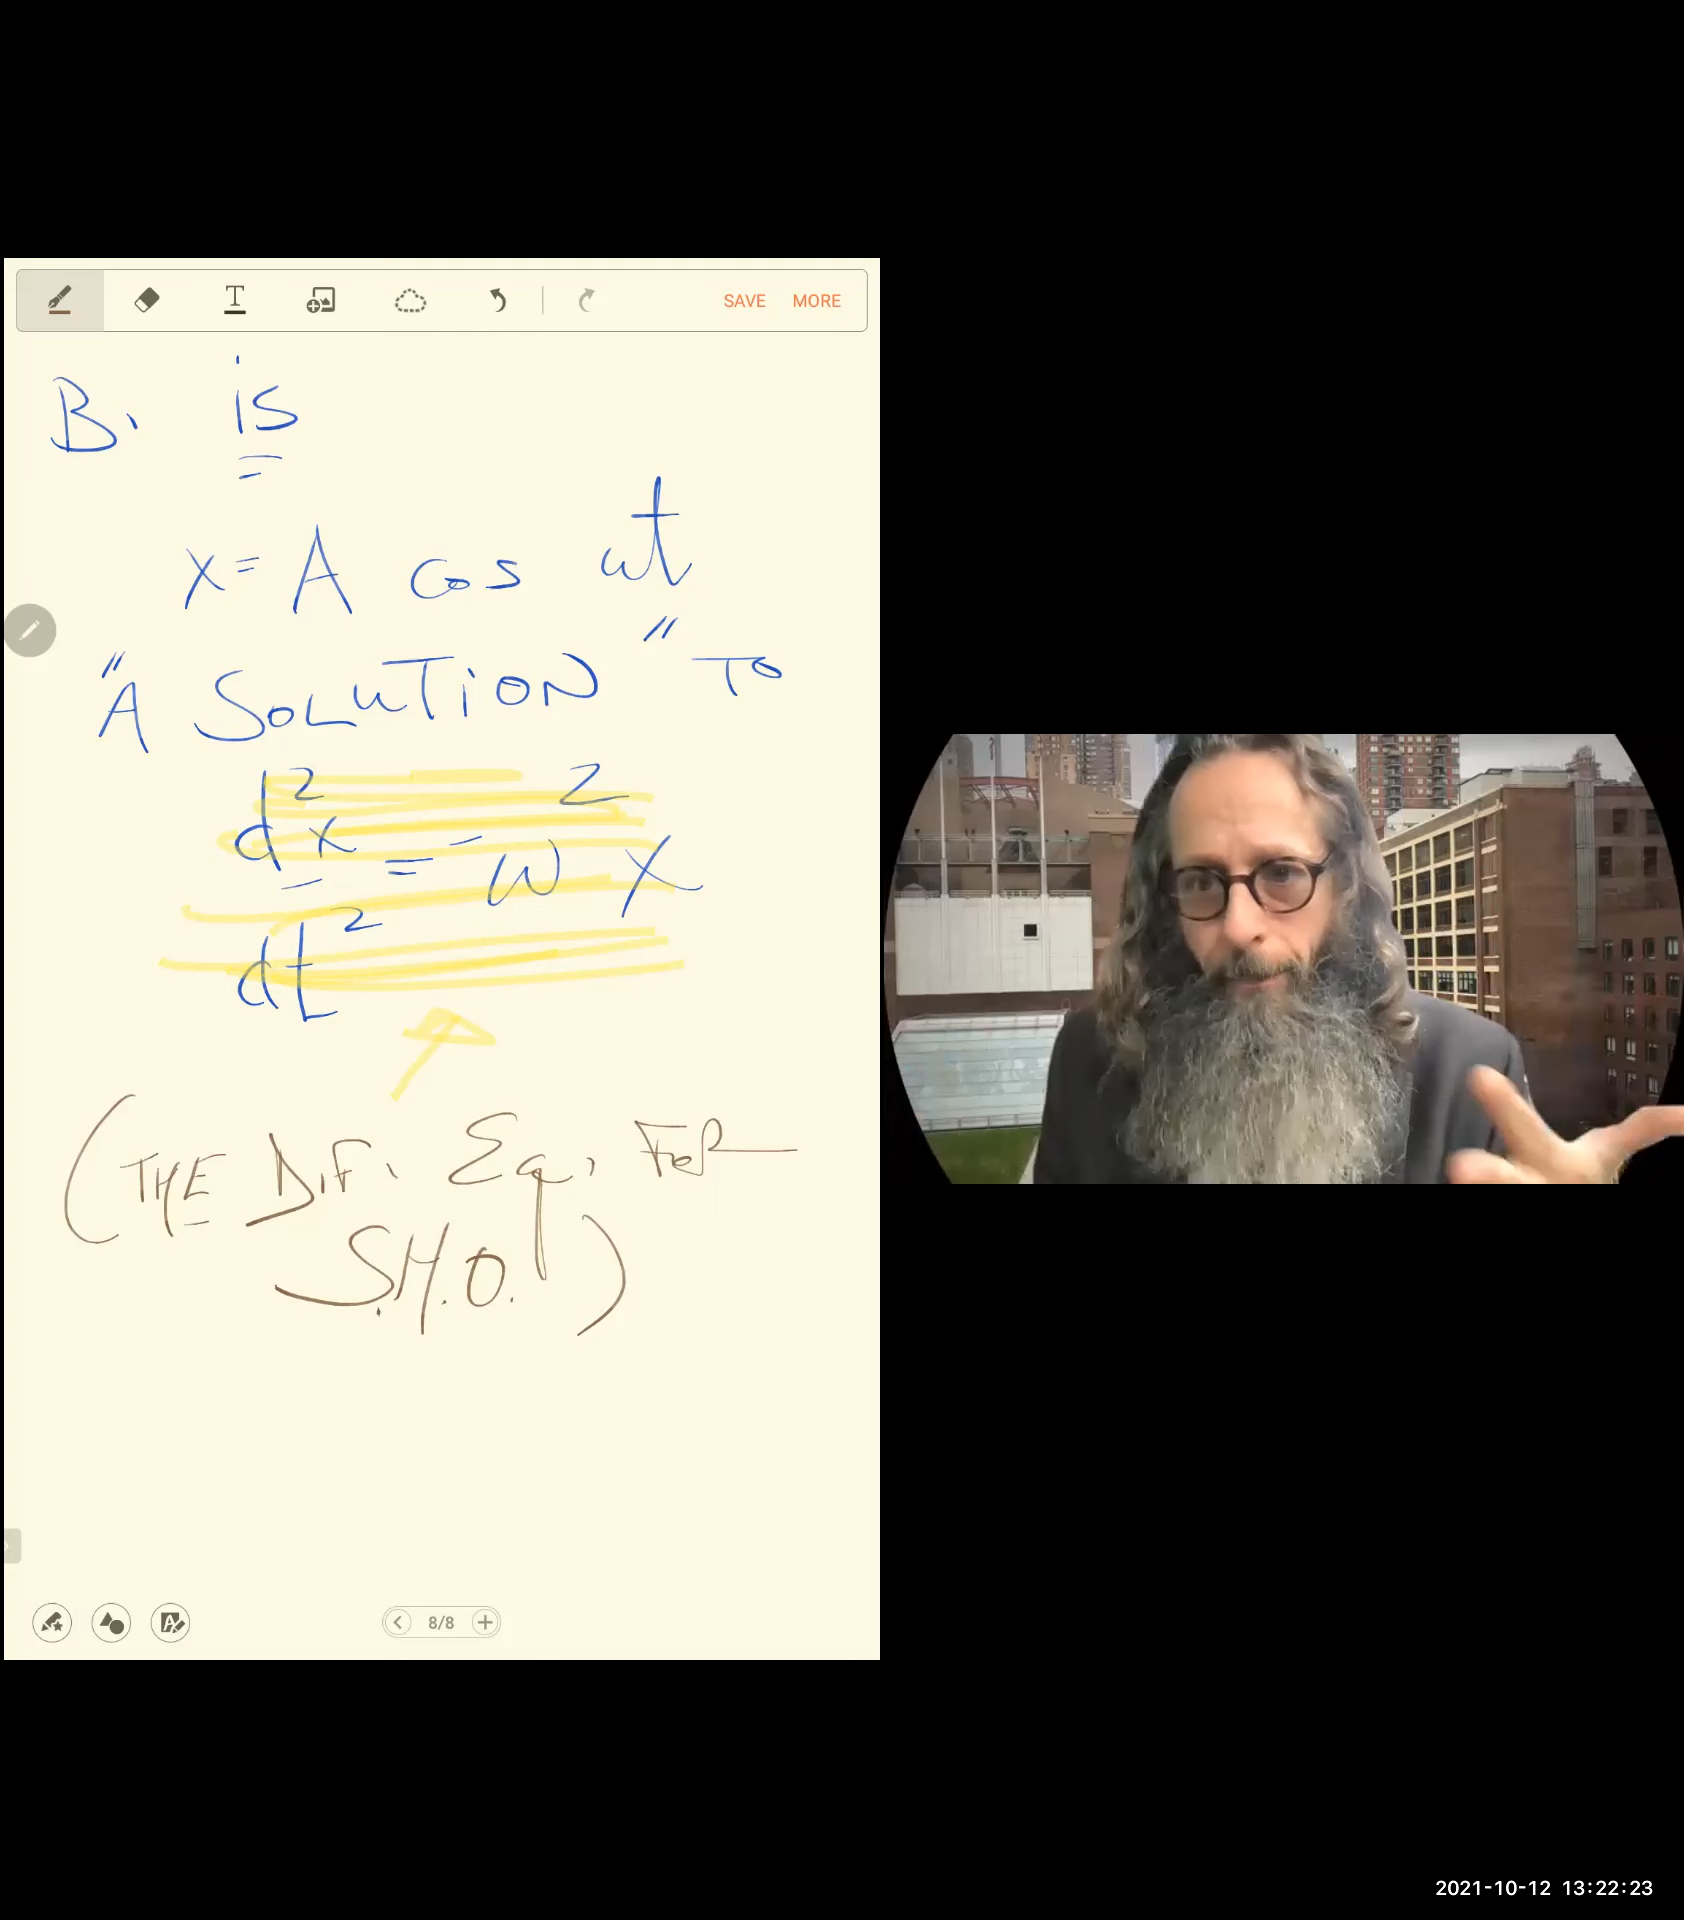 SAVE MORE
B. is
x = A cos ωt
"A SOLUTION" TO
d²x = -ω² x
dt²
(THE DIF. Eq. FOR
S.H.O.)
8/8
2021-10-12 13:22:23